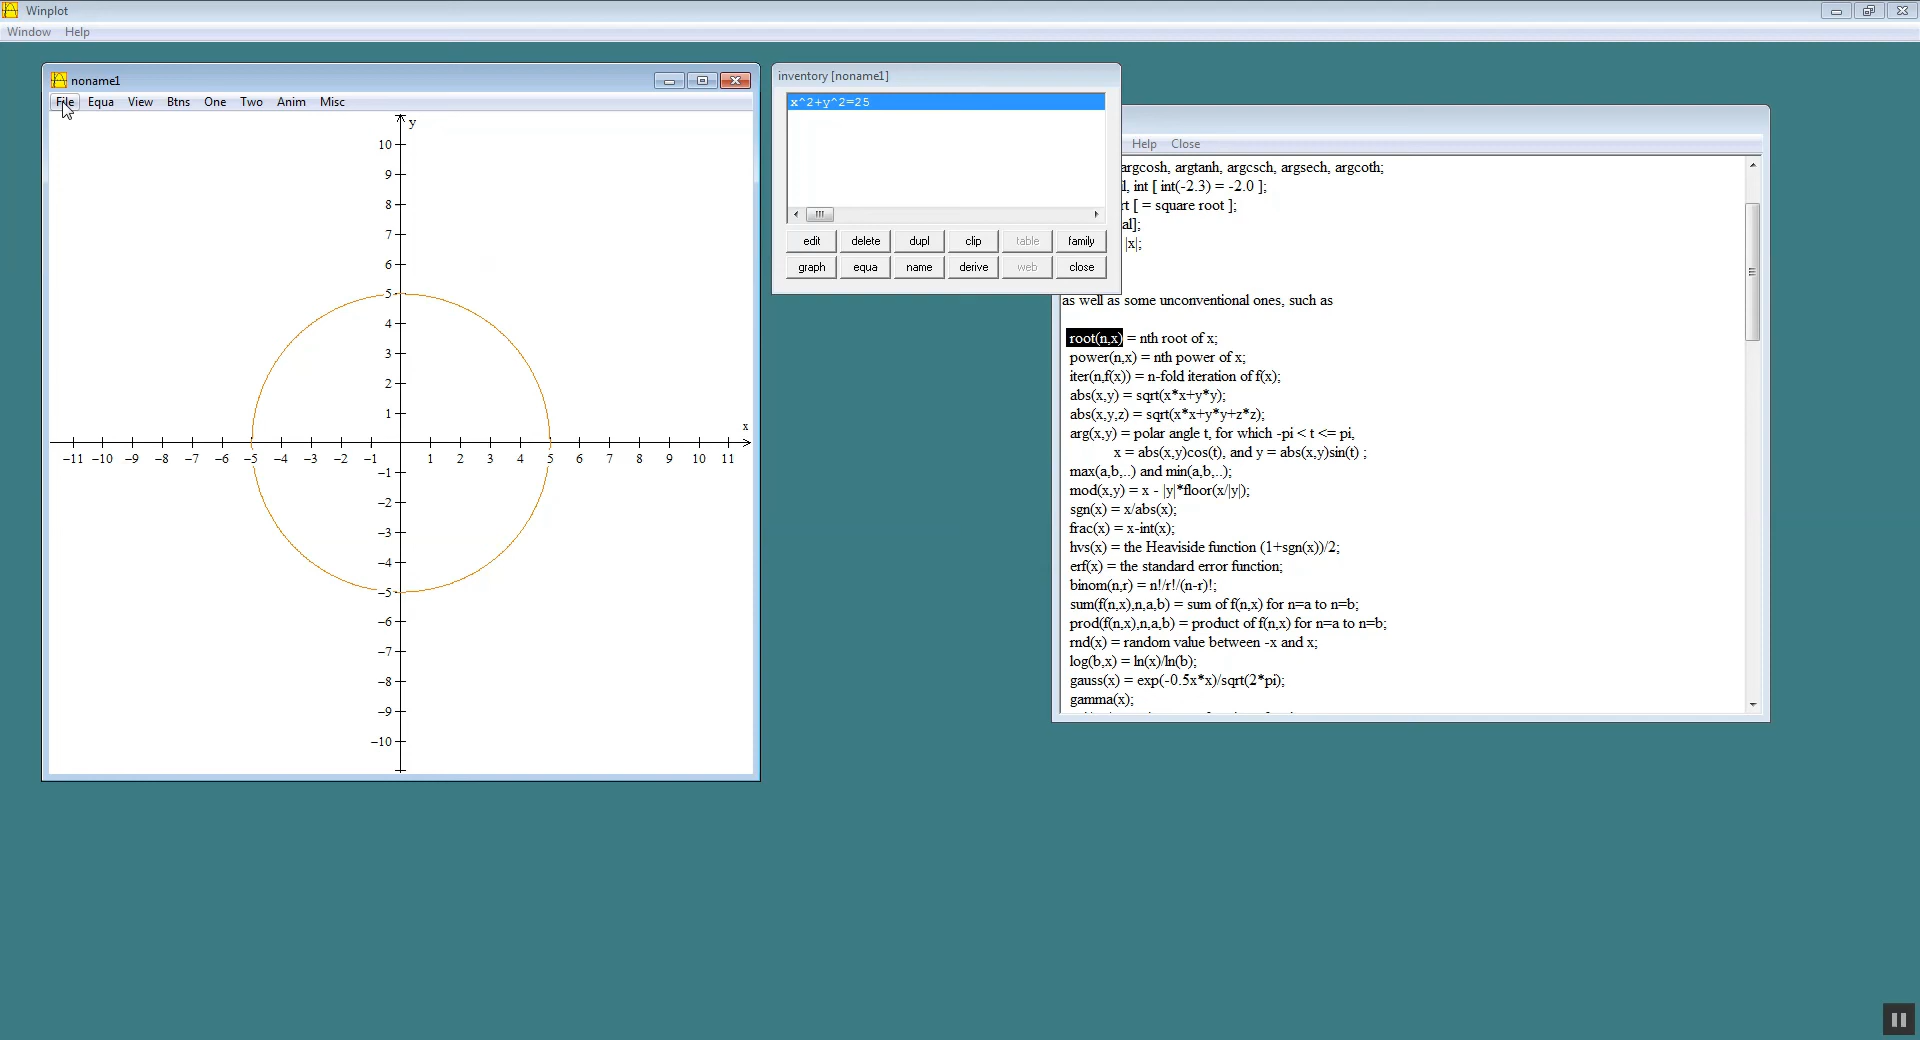 Winplot
Window Help
noname1
File Equa View Btns One Two Anim Misc
y
10
9
8
7
6
5
4
3
2
1
x
−11 −10 −9 −8 −7 −6 −5 −4 −3 −2 −1 1 2 3 4 5 6 7 8 9 10 11
−1
−2
−3
−4
−5
−6
−7
−8
−9
−10
inventory [noname1]
x^2+y^2=25
edit delete dupl clip table family
graph equa name derive web close
Help Close
argcosh, argtanh, argcsch, argsech, argcoth;
, int [ int(-2.3) = -2.0 ];
rt [ = square root ];
al];
|x|;
as well as some unconventional ones, such as
root(n,x) = nth root of x;
power(n,x) = nth power of x;
iter(n,f(x)) = n-fold iteration of f(x);
abs(x,y) = sqrt(x*x+y*y);
abs(x,y,z) = sqrt(x*x+y*y+z*z);
arg(x,y) = polar angle t, for which -pi < t <= pi,
x = abs(x,y)cos(t), and y = abs(x,y)sin(t) ;
max(a,b,..) and min(a,b,..);
mod(x,y) = x - |y|*floor(x/|y|);
sgn(x) = x/abs(x);
frac(x) = x-int(x);
hvs(x) = the Heaviside function (1+sgn(x))/2;
erf(x) = the standard error function;
binom(n,r) = n!/r!/(n-r)!;
sum(f(n,x),n,a,b) = sum of f(n,x) for n=a to n=b;
prod(f(n,x),n,a,b) = product of f(n,x) for n=a to n=b;
rnd(x) = random value between -x and x;
log(b,x) = ln(x)/ln(b);
gauss(x) = exp(-0.5x*x)/sqrt(2*pi);
gamma(x);